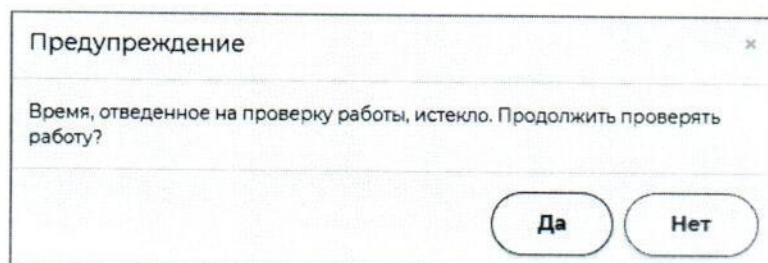 Предупреждение ×
Время, отведенное на проверку работы, истекло. Продолжить проверять
работу?
Да Нет